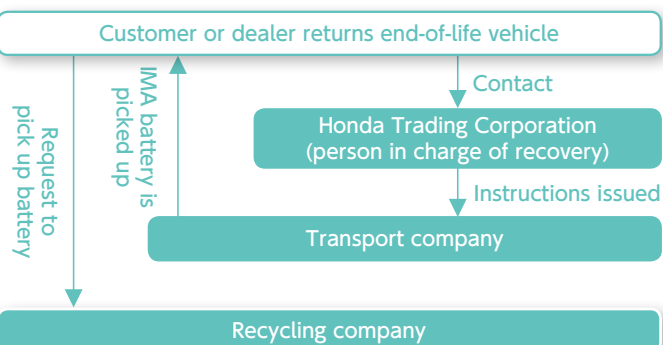 Customer or dealer returns end-of-life vehicle
Contact
IMA battery is
picked up
Request to
pick up battery
Honda Trading Corporation
(person in charge of recovery)
Instructions issued
Transport company
Recycling company